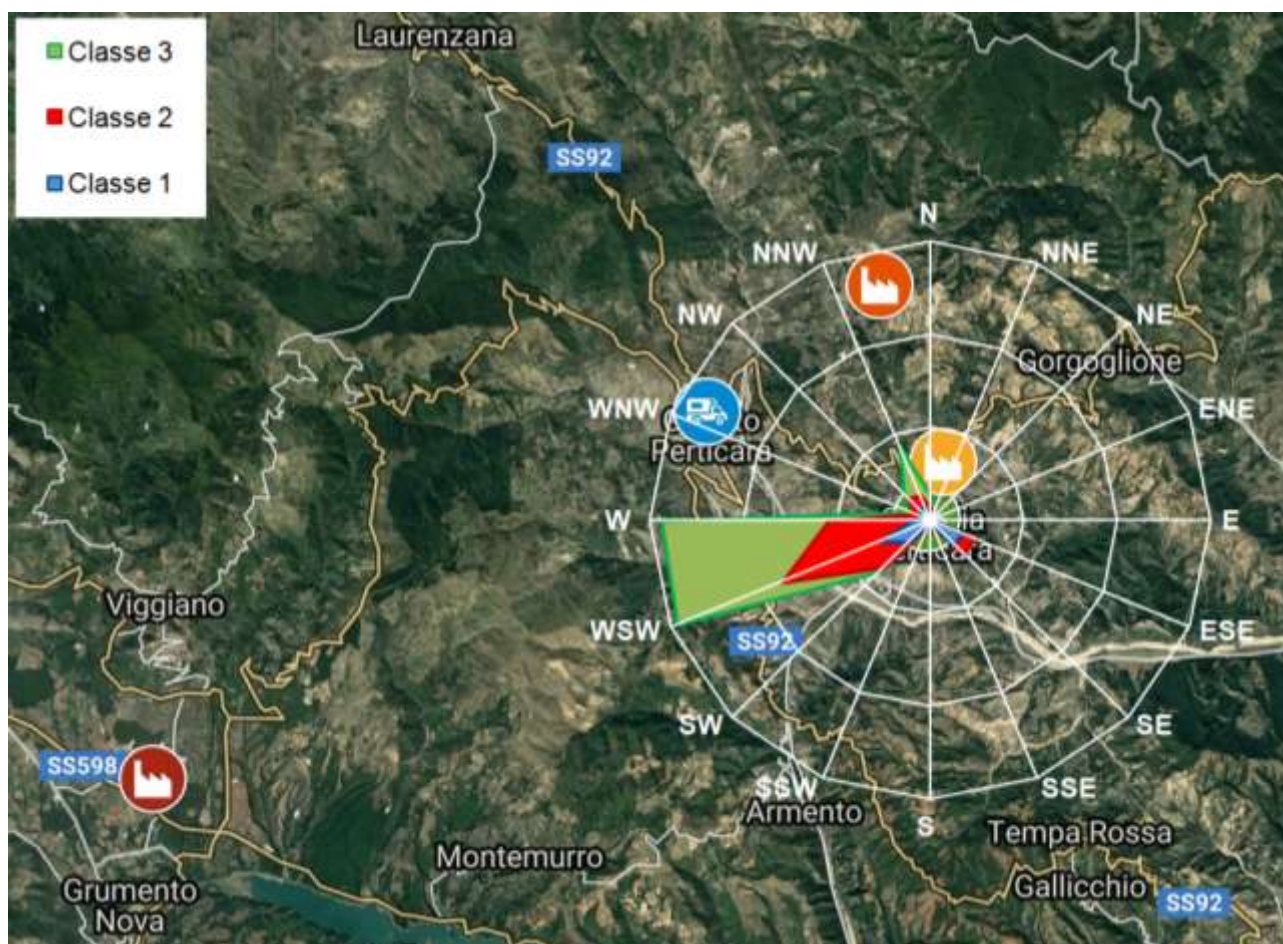 Classe 3
Classe 2
Classe 1
Laurenzana
SS92
N
NNW
NNE
NW
NE
Gorgoglione
WNW
ENE
Perticara
W
E
Viggiano
WSW
SS92
ESE
SW
SE
SS598
SSW
SSE
Armento
S
Tempa Rossa
Montemurro
Gallicchio
Grumento
Nova
SS92